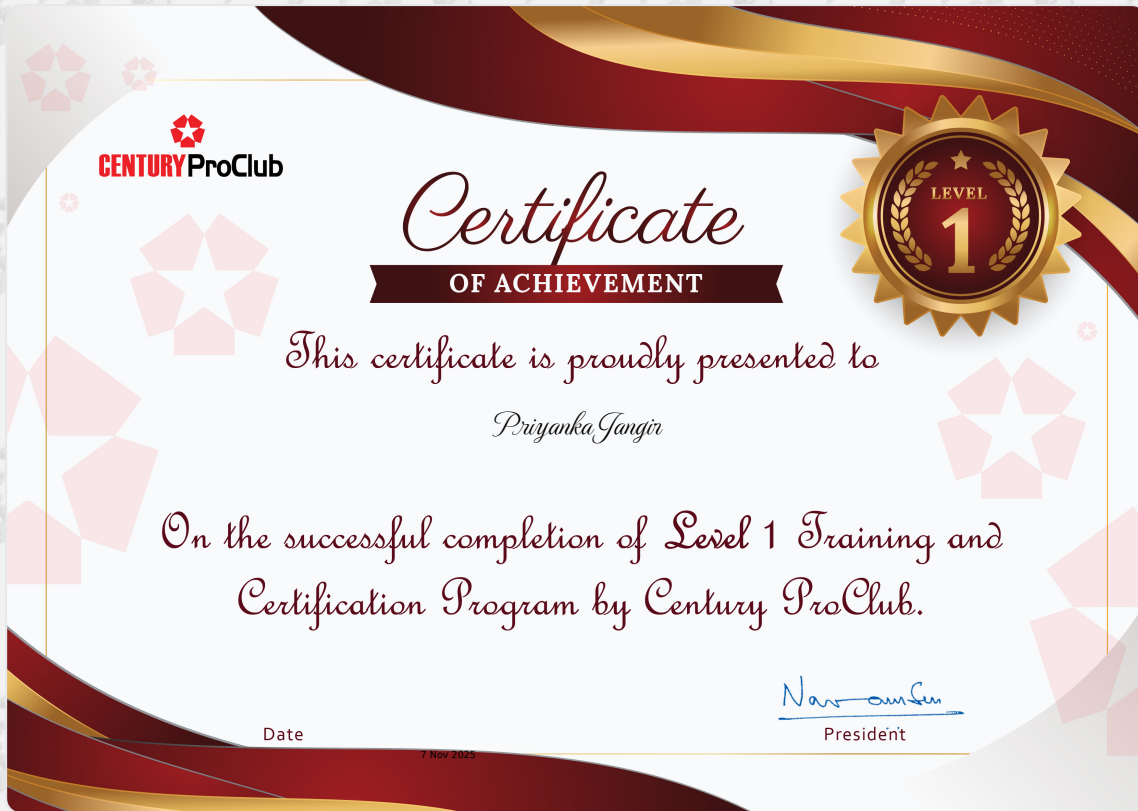 CENTURY ProClub
LEVEL
1
Certificate
OF ACHIEVEMENT
This certificate is proudly presented to
Priyanka Jangir
On the successful completion of Level 1 Training and
Certification Program by Century ProClub.
Date
President
7 Nov 2025